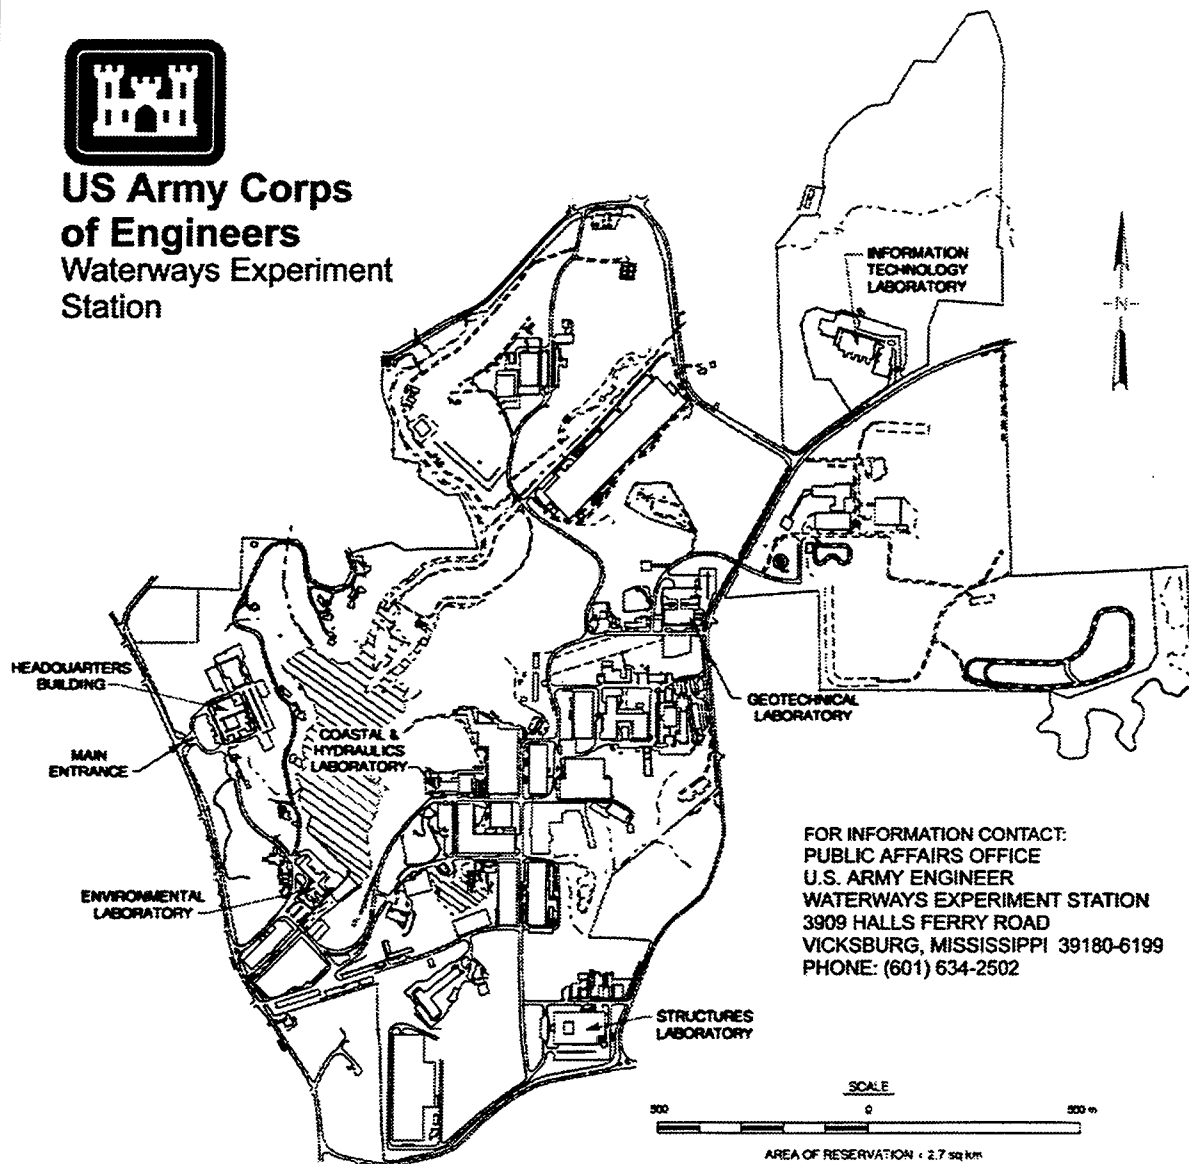 US Army Corps
of Engineers
Waterways Experiment
Station
INFORMATION
TECHNOLOGY
LABORATORY
N
HEADQUARTERS
BUILDING
MAIN
ENTRANCE
COASTAL &
HYDRAULICS
LABORATORY
GEOTECHNICAL
LABORATORY
ENVIRONMENTAL
LABORATORY
FOR INFORMATION CONTACT:
PUBLIC AFFAIRS OFFICE
U.S. ARMY ENGINEER
WATERWAYS EXPERIMENT STATION
3909 HALLS FERRY ROAD
VICKSBURG, MISSISSIPPI 39180-6199
PHONE: (601) 634-2502
STRUCTURES
LABORATORY
SCALE
500 0 500 m
AREA OF RESERVATION = 2.7 sq km